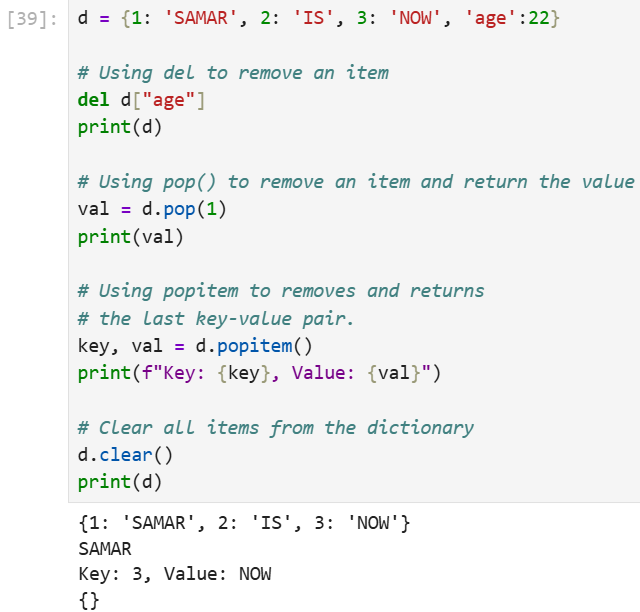 [39]: d = {1: 'SAMAR', 2: 'IS', 3: 'NOW', 'age':22}
# Using del to remove an item
del d["age"]
print(d)
# Using pop() to remove an item and return the value
val = d.pop(1)
print(val)
# Using popitem to removes and returns
# the last key-value pair.
key, val = d.popitem()
print(f"Key: {key}, Value: {val}")
# Clear all items from the dictionary
d.clear()
print(d)
{1: 'SAMAR', 2: 'IS', 3: 'NOW'}
SAMAR
Key: 3, Value: NOW
{}